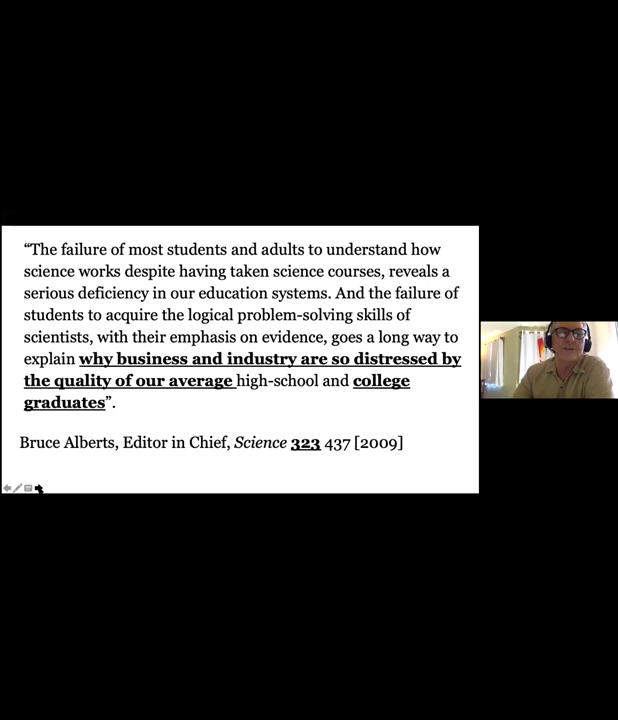 “The failure of most students and adults to understand how
science works despite having taken science courses, reveals a
serious deficiency in our education systems. And the failure of
students to acquire the logical problem-solving skills of
scientists, with their emphasis on evidence, goes a long way to
explain why business and industry are so distressed by
the quality of our average high-school and college
graduates”.
Bruce Alberts, Editor in Chief, Science 323 437 [2009]